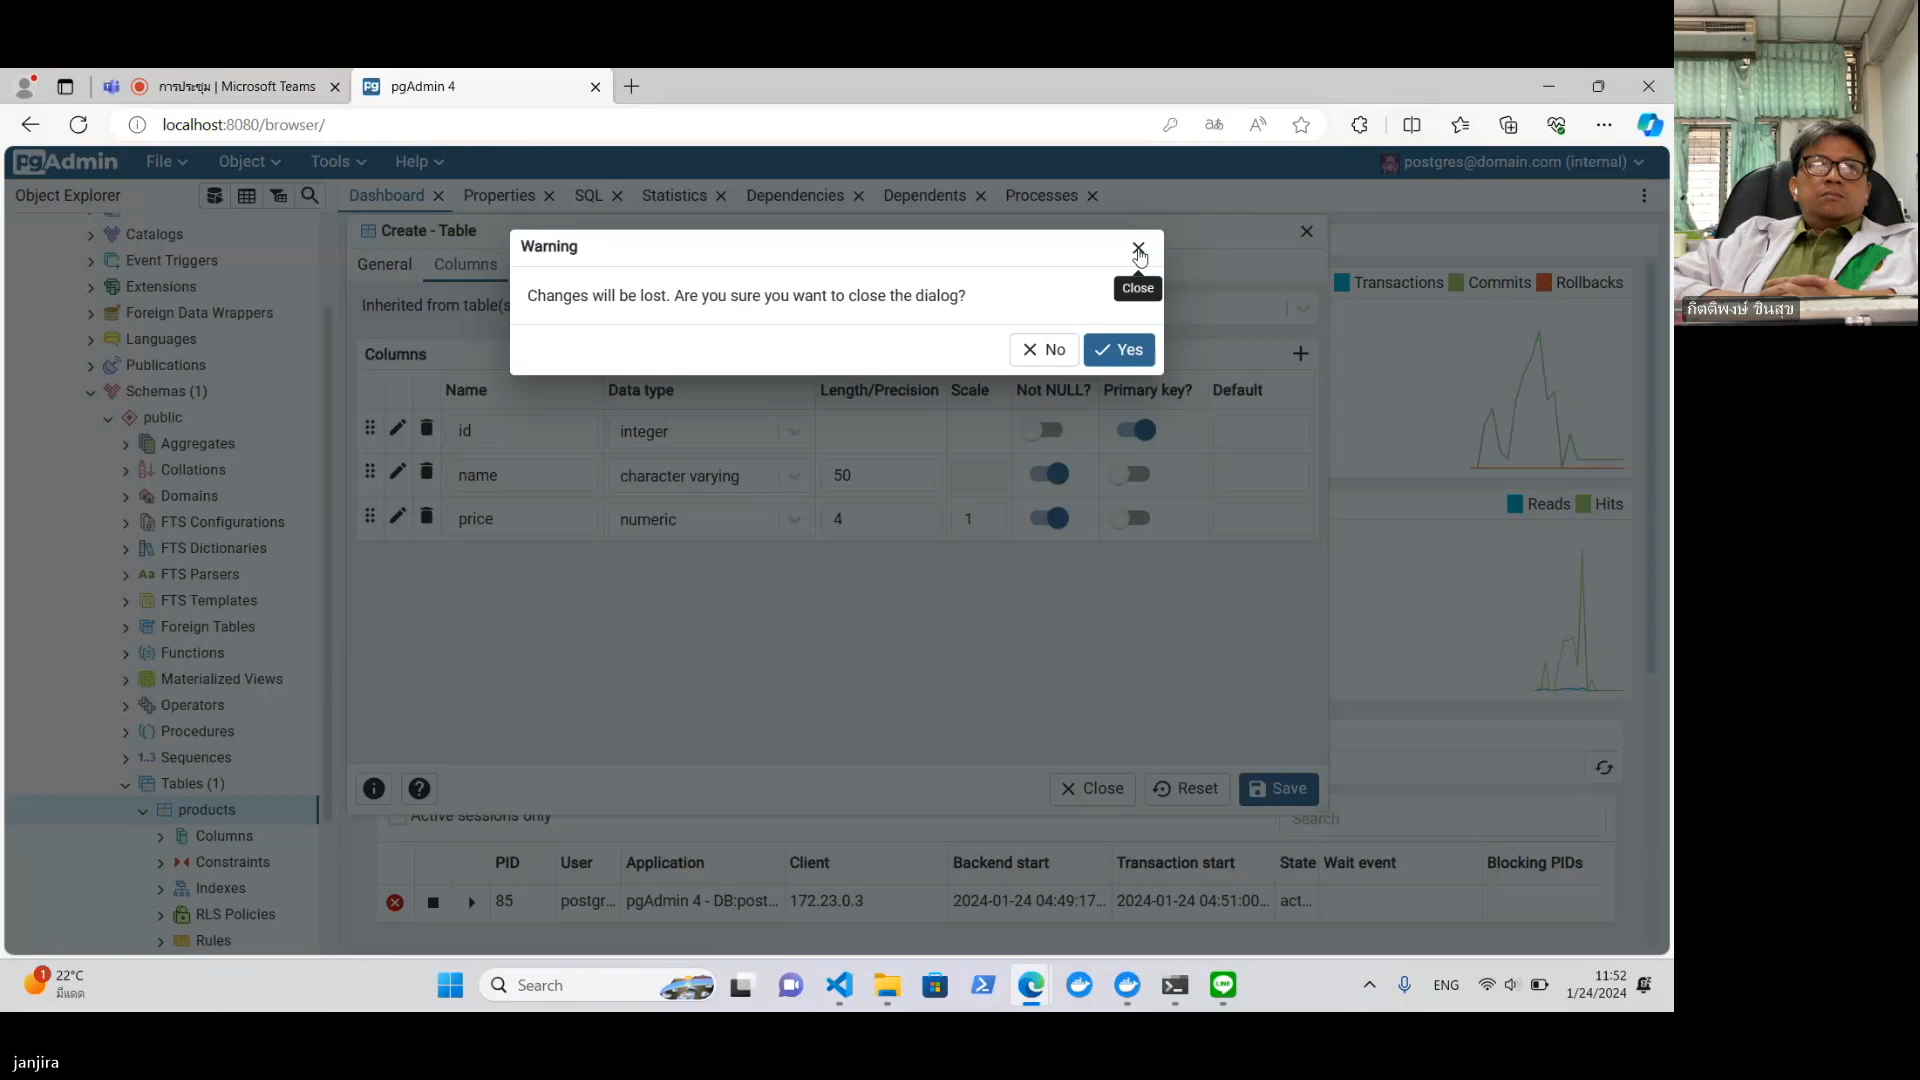 การประชุม | Microsoft Teams
pgAdmin 4
localhost:8080/browser/
pgAdmin File Object Tools Help postgres@domain.com (internal)
Object Explorer
Dashboard Properties SQL Statistics Dependencies Dependents Processes
Catalogs
Event Triggers
Extensions
Foreign Data Wrappers
Languages
Publications
Schemas (1)
public
Aggregates
Collations
Domains
FTS Configurations
FTS Dictionaries
FTS Parsers
FTS Templates
Foreign Tables
Functions
Materialized Views
Operators
Procedures
1..3 Sequences
Tables (1)
products
Columns
Constraints
Indexes
RLS Policies
Rules
Create - Table
General Columns
Inherited from table(s
Warning
Close
Changes will be lost. Are you sure you want to close the dialog?
No Yes
Columns
Name Data type Length/Precision Scale Not NULL? Primary key? Default
id integer
name character varying 50
price numeric 4 1
Close Reset Save
Transactions Commits Rollbacks
Reads Hits
Active sessions only
Search
PID User Application Client Backend start Transaction start State Wait event Blocking PIDs
85 postgr... pgAdmin 4 - DB:post... 172.23.0.3 2024-01-24 04:49:17... 2024-01-24 04:51:00... act...
1
22°C
มีแดด
Search
ENG
11:52
1/24/2024
กิตติพงษ์ ชินสุข
janjira